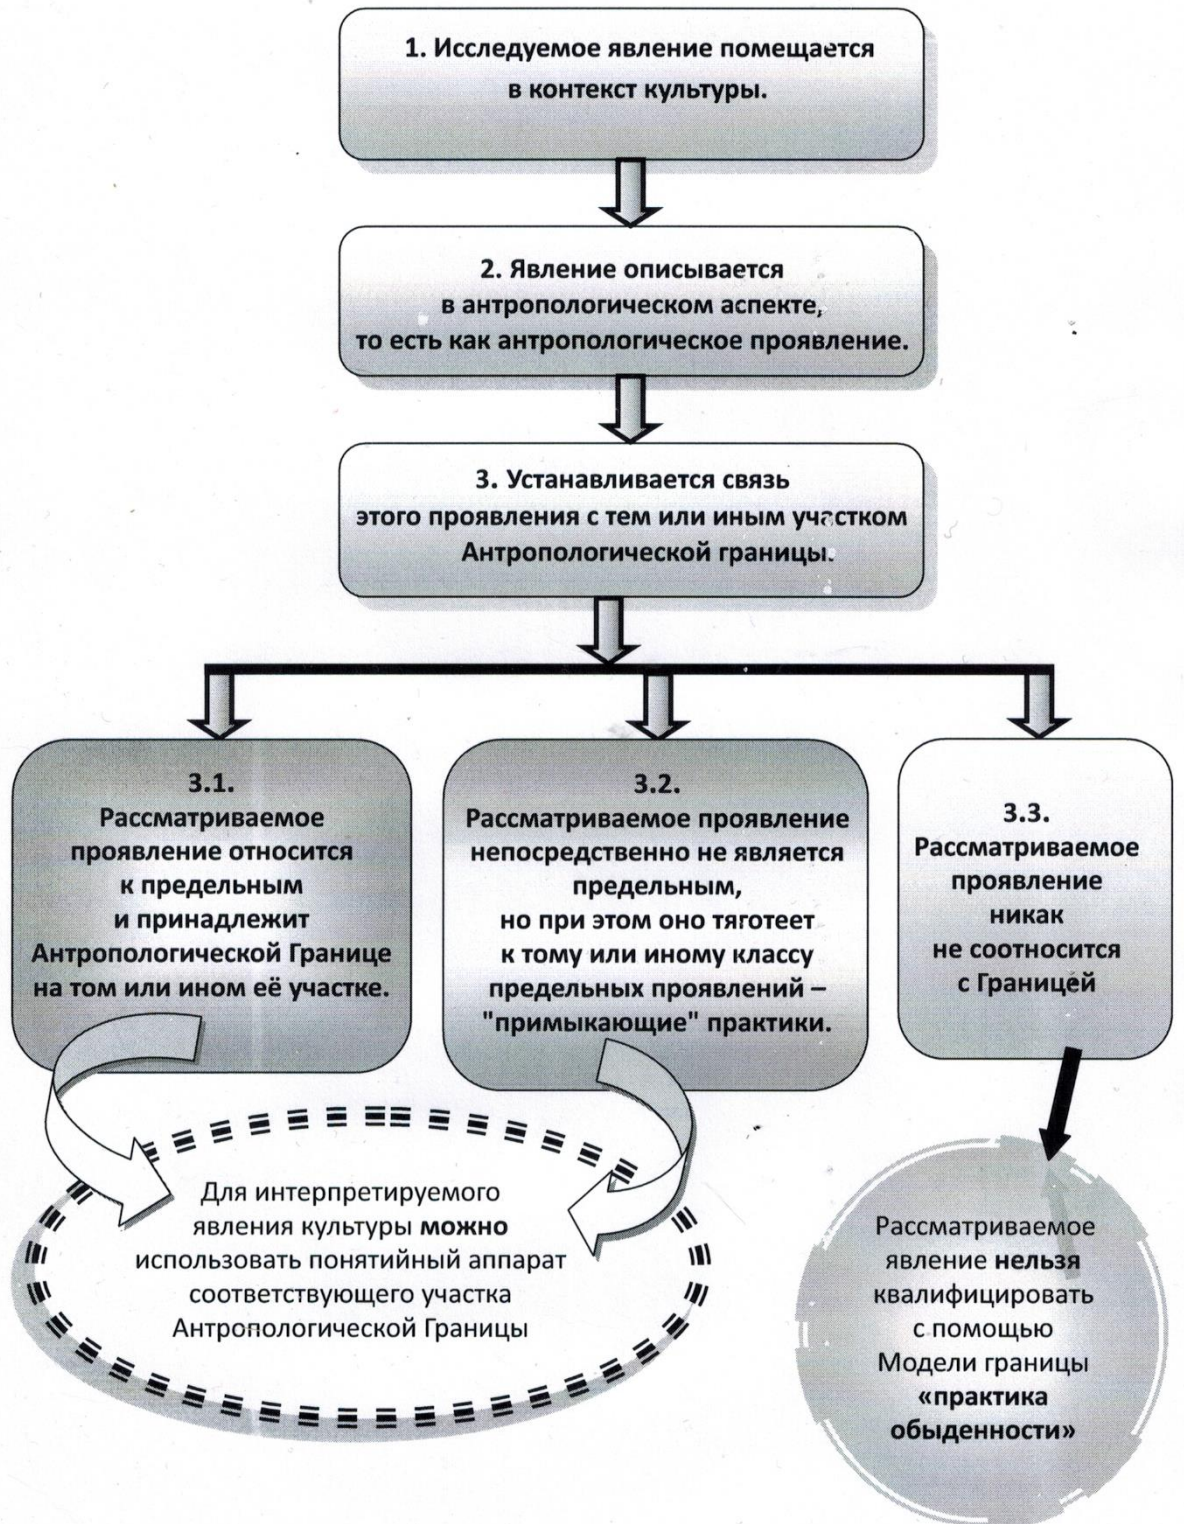 1. Исследуемое явление помещается
в контекст культуры.
2. Явление описывается
в антропологическом аспекте,
то есть как антропологическое проявление.
3. Устанавливается связь
этого проявления с тем или иным участком
Антропологической границы.
3.1.
Рассматриваемое
проявление относится
к предельным
и принадлежит
Антропологической Границе
на том или ином её участке.
3.2.
Рассматриваемое проявление
непосредственно не является
предельным,
но при этом оно тяготеет
к тому или иному классу
предельных проявлений –
"примыкающие" практики.
3.3.
Рассматриваемое
проявление
никак
не соотносится
с Границей
Для интерпретируемого
явления культуры можно
использовать понятийный аппарат
соответствующего участка
Антропологической Границы
Рассматриваемое
явление нельзя
квалифицировать
с помощью
Модели границы
«практика
обыденности»